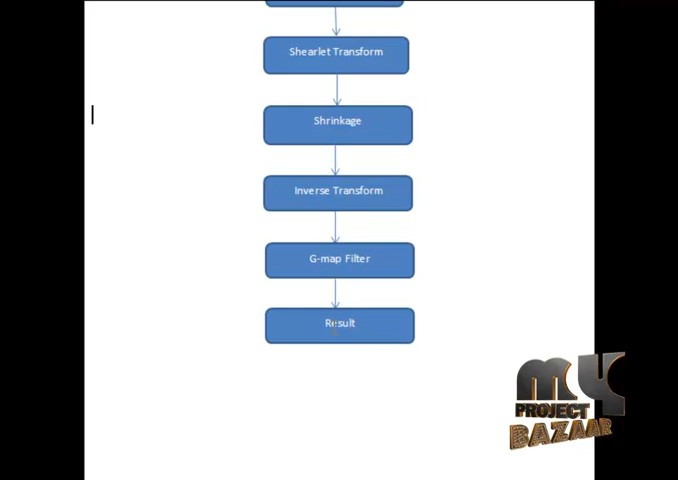 Shearlet Transform
Shrinkage
Inverse Transform
G-map Filter
Result
my
PROJECT
BAZAAR